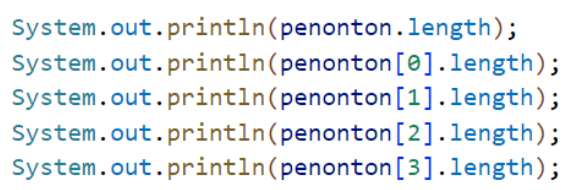 System.out.println(penonton.length);
System.out.println(penonton[0].length);
System.out.println(penonton[1].length);
System.out.println(penonton[2].length);
System.out.println(penonton[3].length);